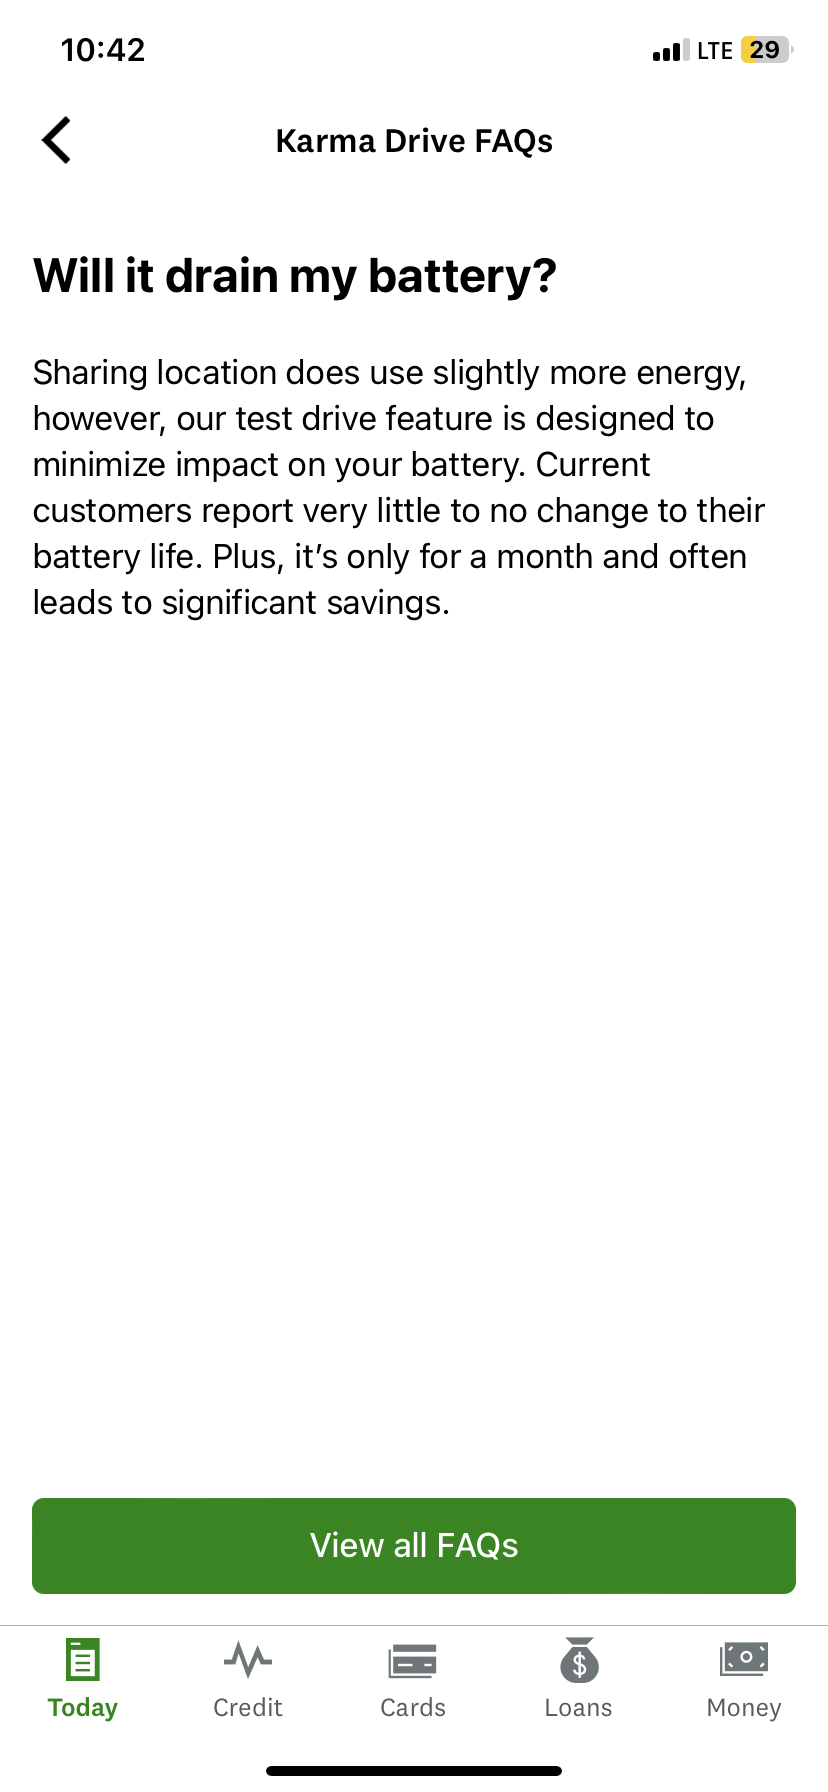 10:42
LTE 29
Karma Drive FAQs
Will it drain my battery?
Sharing location does use slightly more energy,
however, our test drive feature is designed to
minimize impact on your battery. Current
customers report very little to no change to their
battery life. Plus, it’s only for a month and often
leads to significant savings.
View all FAQs
Today Credit Cards Loans Money